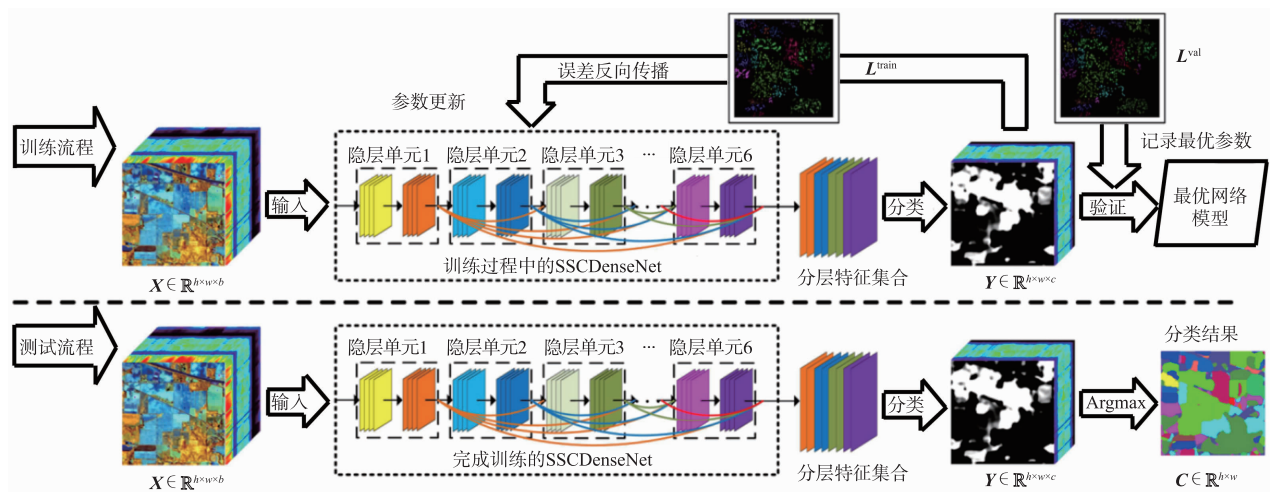 误差反向传播
L^train
L^val
参数更新
训练流程
记录最优参数
隐层单元1
隐层单元2
隐层单元3
···
隐层单元6
输入
分类
验证
最优网络
模型
训练过程中的SSCDenseNet
分层特征集合
X∈ℝ^{h×w×b}
Y∈ℝ^{h×w×c}
测试流程
分类结果
隐层单元1
隐层单元2
隐层单元3
···
隐层单元6
输入
分类
Argmax
完成训练的SSCDenseNet
分层特征集合
X∈ℝ^{h×w×b}
Y∈ℝ^{h×w×c}
C∈ℝ^{h×w}